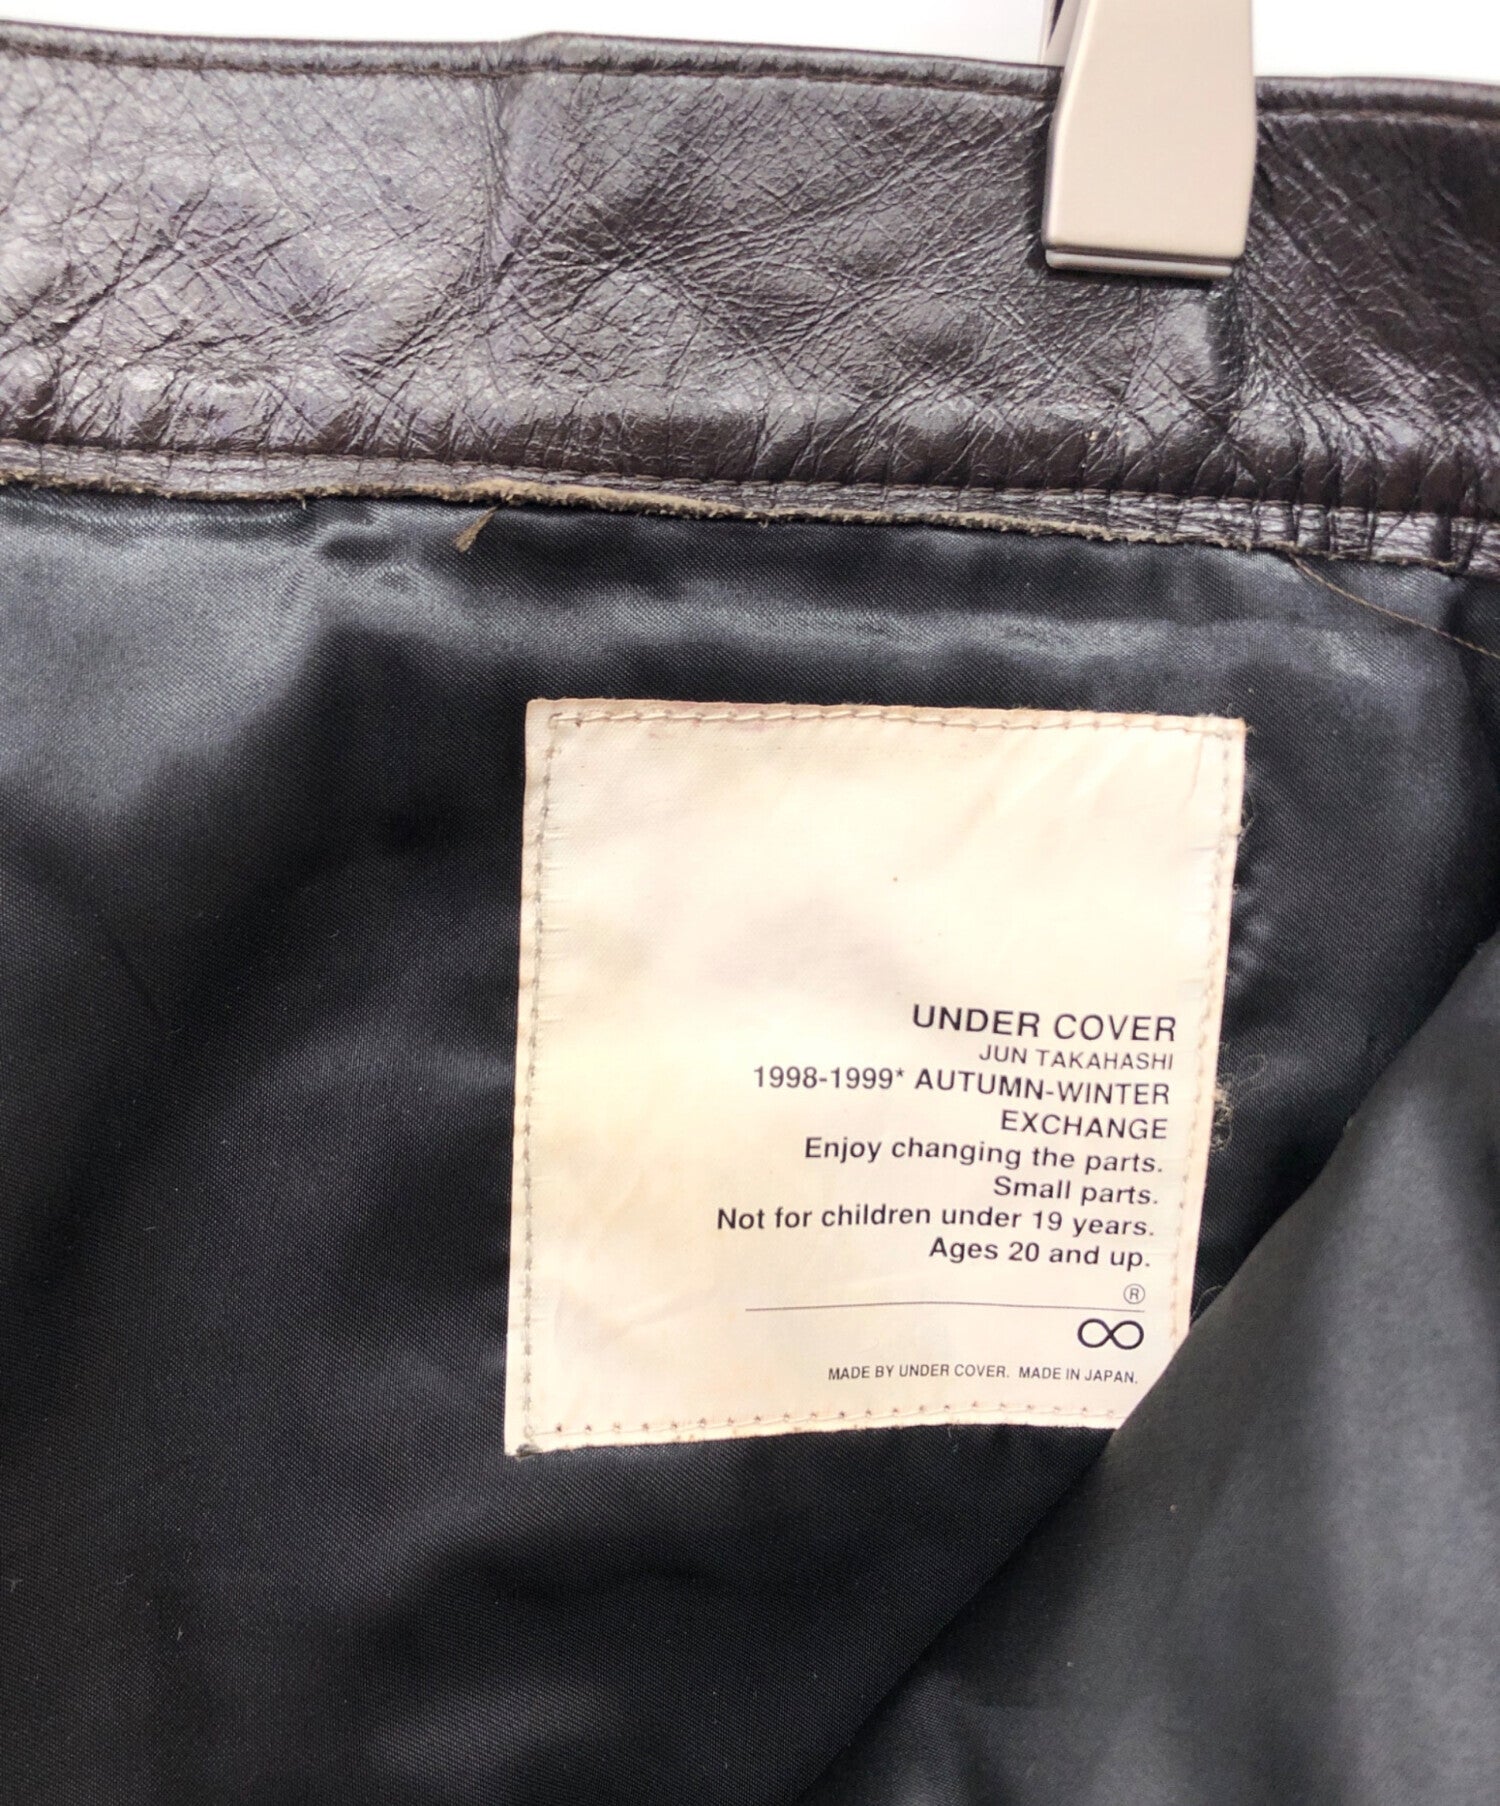 UNDER COVER
JUN TAKAHASHI
1998-1999* AUTUMN-WINTER
EXCHANGE
Enjoy changing the parts.
Small parts.
Not for children under 19 years.
Ages 20 and up.
®
∞
MADE BY UNDER COVER. MADE IN JAPAN.